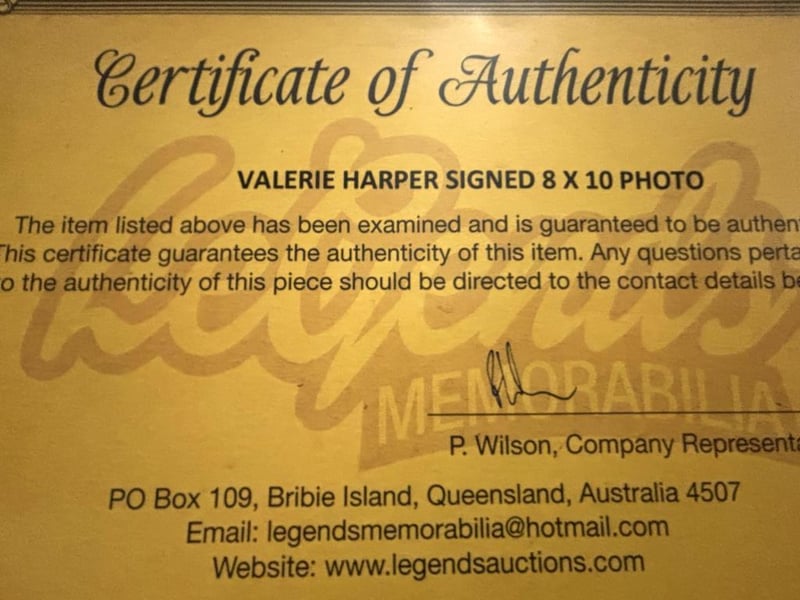 Certificate of Authenticity
VALERIE HARPER SIGNED 8 X 10 PHOTO
The item listed above has been examined and is guaranteed to be authen
This certificate guarantees the authenticity of this item. Any questions perta
o the authenticity of this piece should be directed to the contact details be
Legends
MEMORABILIA
P. Wilson, Company Representa
PO Box 109, Bribie Island, Queensland, Australia 4507
Email: legendsmemorabilia@hotmail.com
Website: www.legendsauctions.com